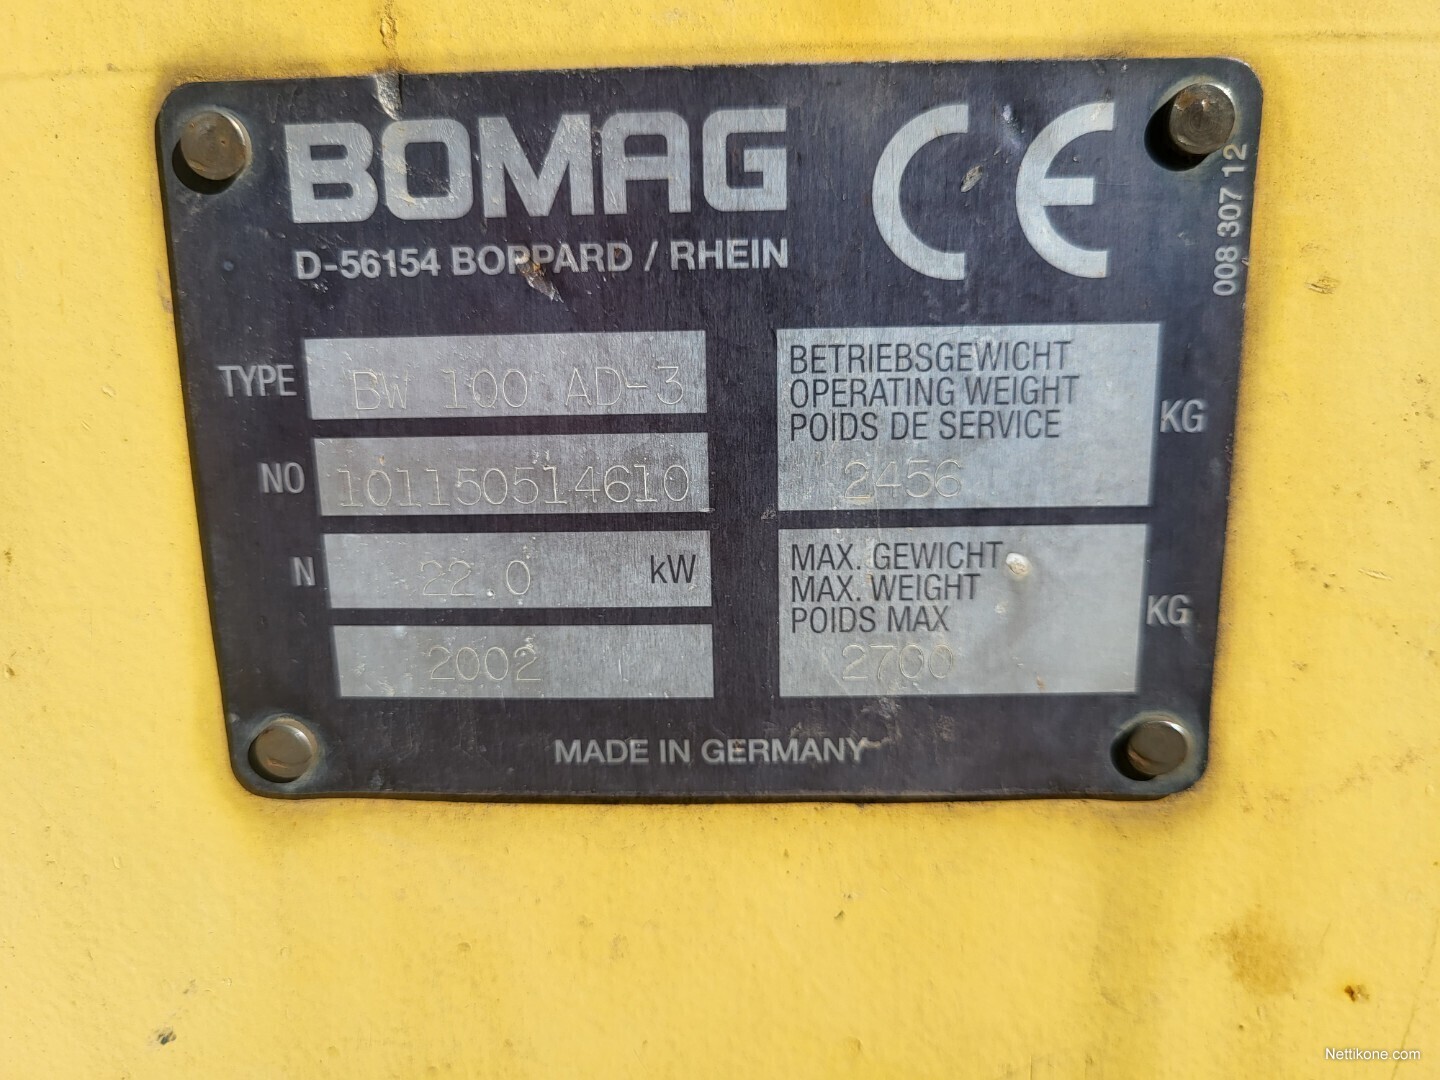 BOMAG
CE
D-56154 BOPPARD / RHEIN
008 307 12
TYPE BW 100 AD-3
NO 101150514610
N 22.0 kW
2002
BETRIEBSGEWICHT
OPERATING WEIGHT
POIDS DE SERVICE
2456 KG
MAX. GEWICHT
MAX. WEIGHT
POIDS MAX
2700 KG
MADE IN GERMANY
Nettikone.com